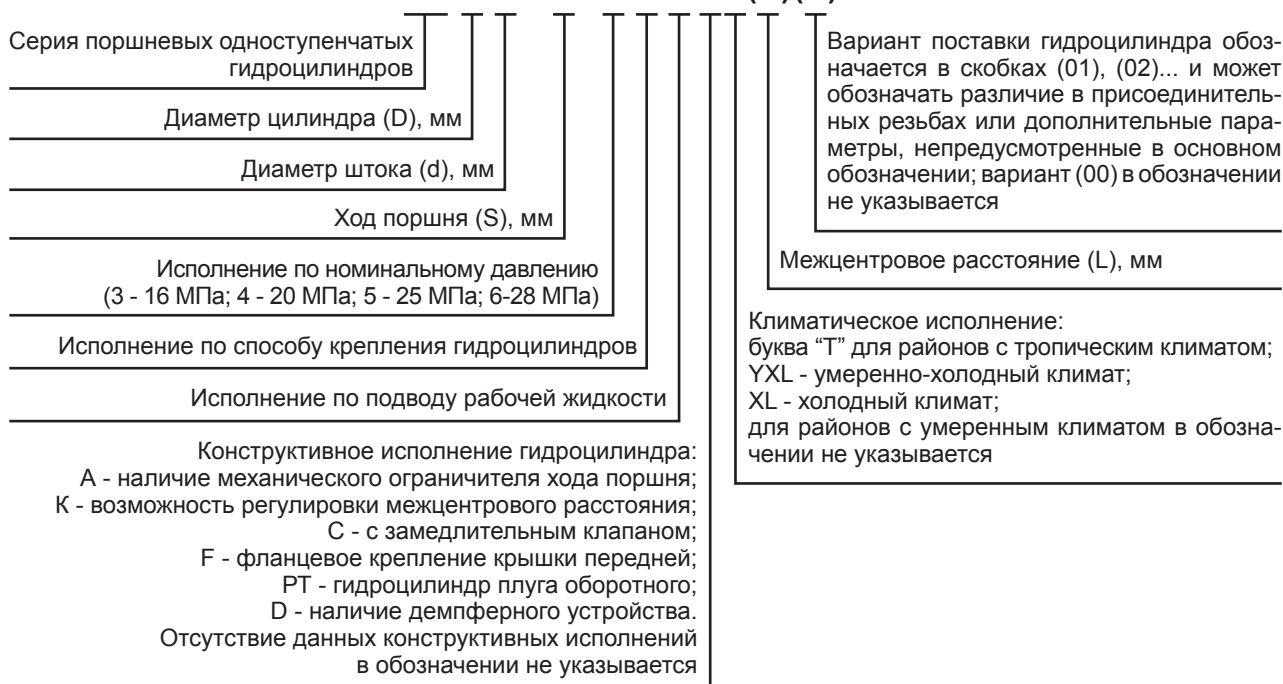 Серия поршневых одноступенчатых
гидроцилиндров
Диаметр цилиндра (D), мм
Диаметр штока (d), мм
Ход поршня (S), мм
Исполнение по номинальному давлению
(3 - 16 МПа; 4 - 20 МПа; 5 - 25 МПа; 6-28 МПа)
Исполнение по способу крепления гидроцилиндров
Исполнение по подводу рабочей жидкости
Конструктивное исполнение гидроцилиндра:
А - наличие механического ограничителя хода поршня;
К - возможность регулировки межцентрового расстояния;
С - с замедлительным клапаном;
F - фланцевое крепление крышки передней;
PT - гидроцилиндр плуга оборотного;
D - наличие демпферного устройства.
Отсутствие данных конструктивных исполнений
в обозначении не указывается
Вариант поставки гидроцилиндра обоз-
начается в скобках (01), (02)... и может
обозначать различие в присоединитель-
ных резьбах или дополнительные пара-
метры, непредусмотренные в основном
обозначении; вариант (00) в обозначении
не указывается
Межцентровое расстояние (L), мм
Климатическое исполнение:
буква “Т” для районов с тропическим климатом;
YXL - умеренно-холодный климат;
XL - холодный климат;
для районов с умеренным климатом в обозна-
чении не указывается